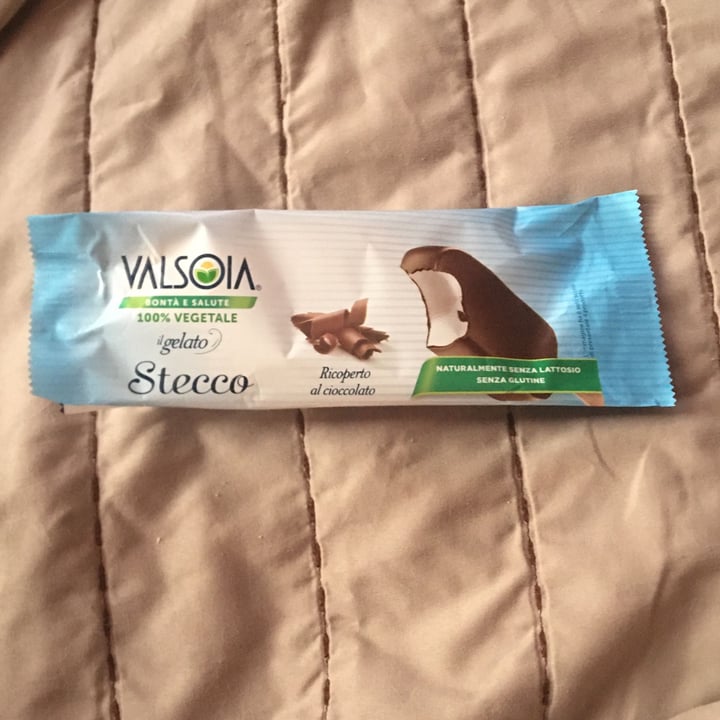 VALSOIA®
BONTÀ E SALUTE
100% VEGETALE
il gelato
Stecco
Ricoperto
al cioccolato
NATURALMENTE SENZA LATTOSIO
SENZA GLUTINE